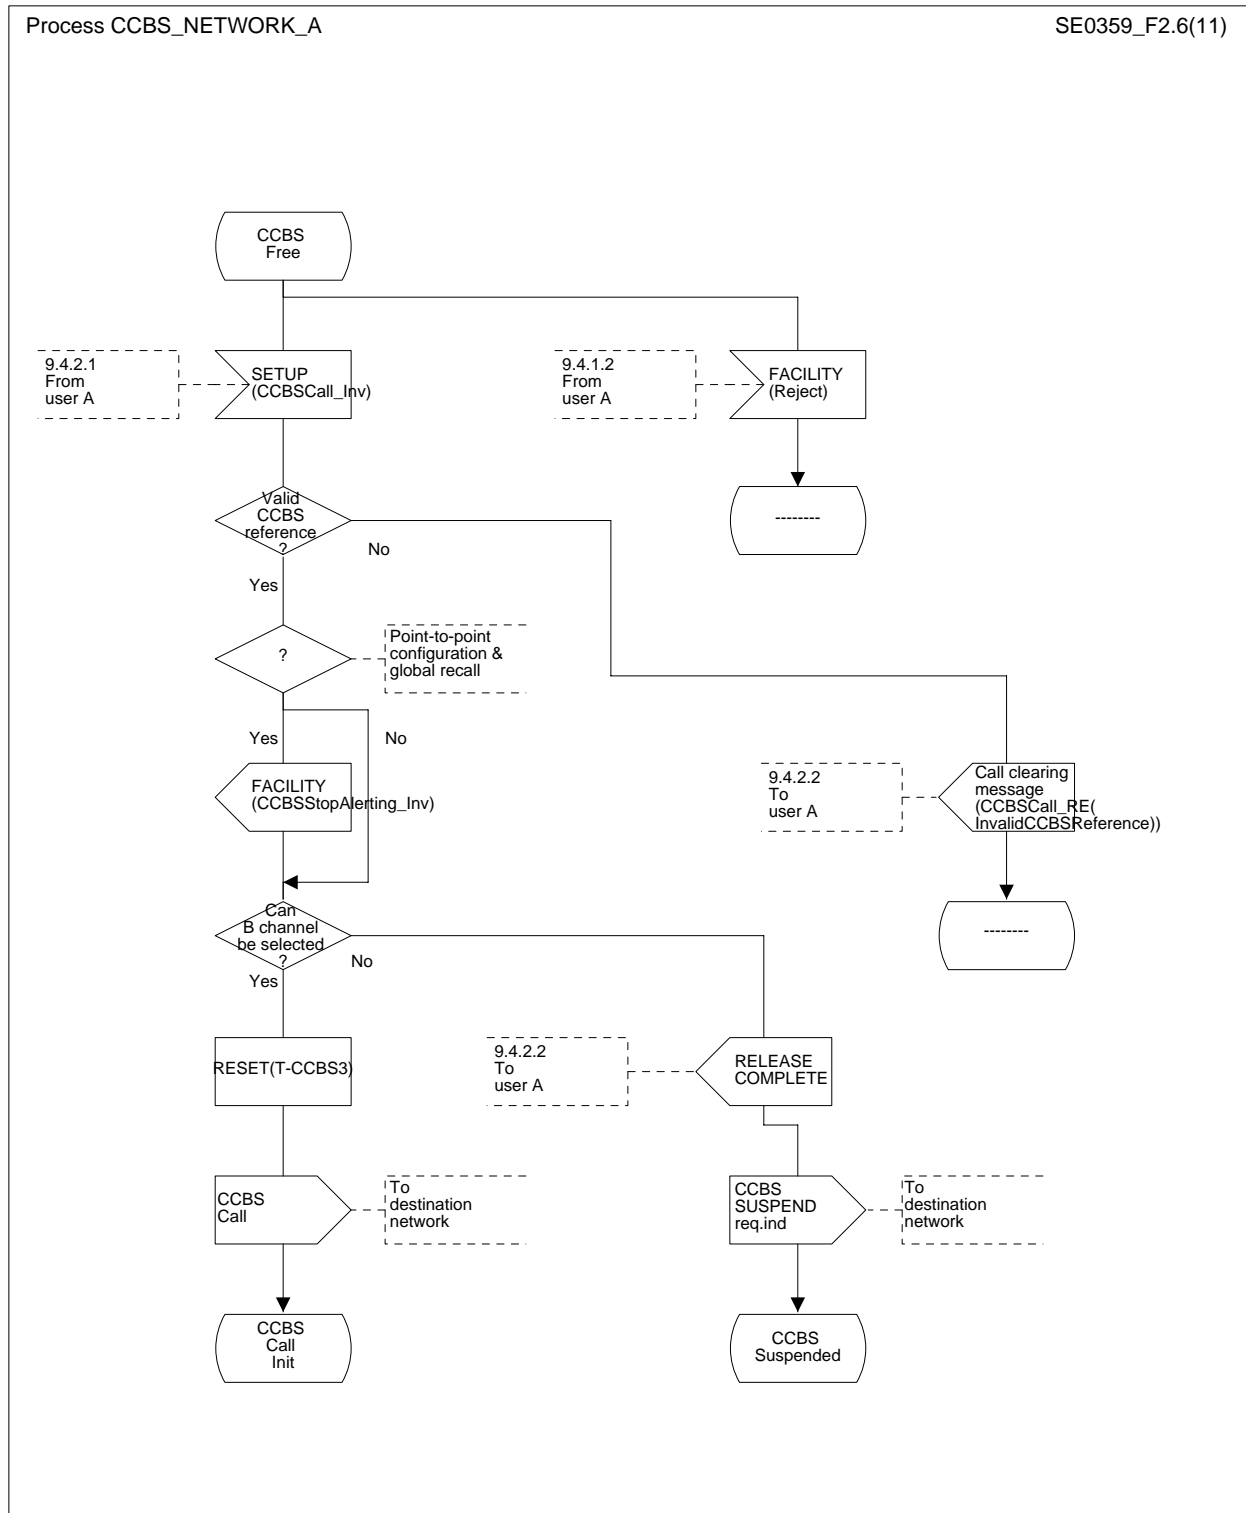 Process CCBS_NETWORK_A
SE0359_F2.6(11)
CCBS
Free
9.4.2.1
From
user A
SETUP
(CCBSCall_Inv)
9.4.1.2
From
user A
FACILITY
(Reject)
Valid
CCBS
reference
?
No
Yes
--------
?
Point-to-point
configuration &
global recall
Yes
No
FACILITY
(CCBSStopAlerting_Inv)
9.4.2.2
To
user A
Call clearing
message
(CCBSCall_RE(
InvalidCCBSReference))
Can
B channel
be selected
?
No
Yes
--------
RESET(T-CCBS3)
9.4.2.2
To
user A
RELEASE
COMPLETE
CCBS
Call
To
destination
network
CCBS
SUSPEND
req.ind
To
destination
network
CCBS
Call
Init
CCBS
Suspended